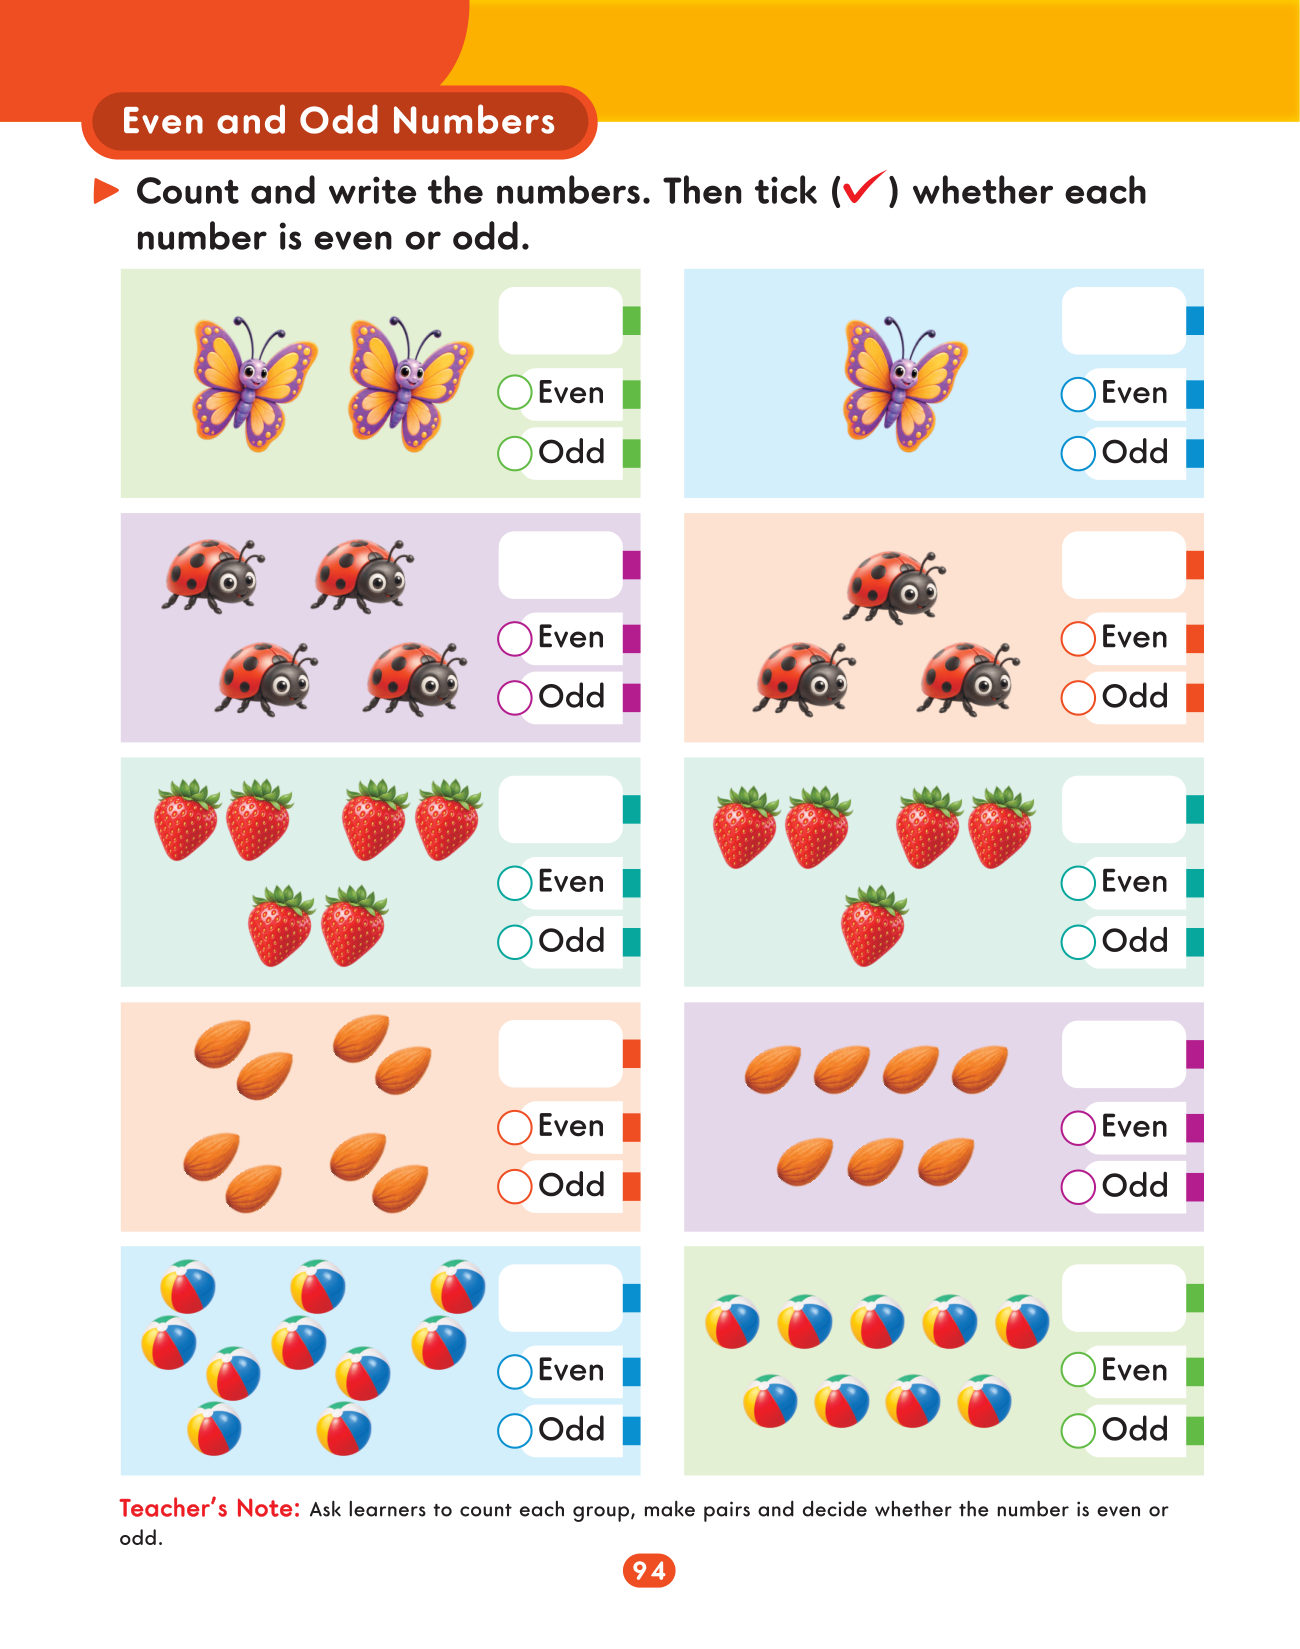 Even and Odd Numbers
Count and write the numbers. Then tick (✓) whether each
number is even or odd.
Even
Odd
Even
Odd
Even
Odd
Even
Odd
Even
Odd
Even
Odd
Even
Odd
Even
Odd
Even
Odd
Even
Odd
Teacher's Note: Ask learners to count each group, make pairs and decide whether the number is even or
odd.
94